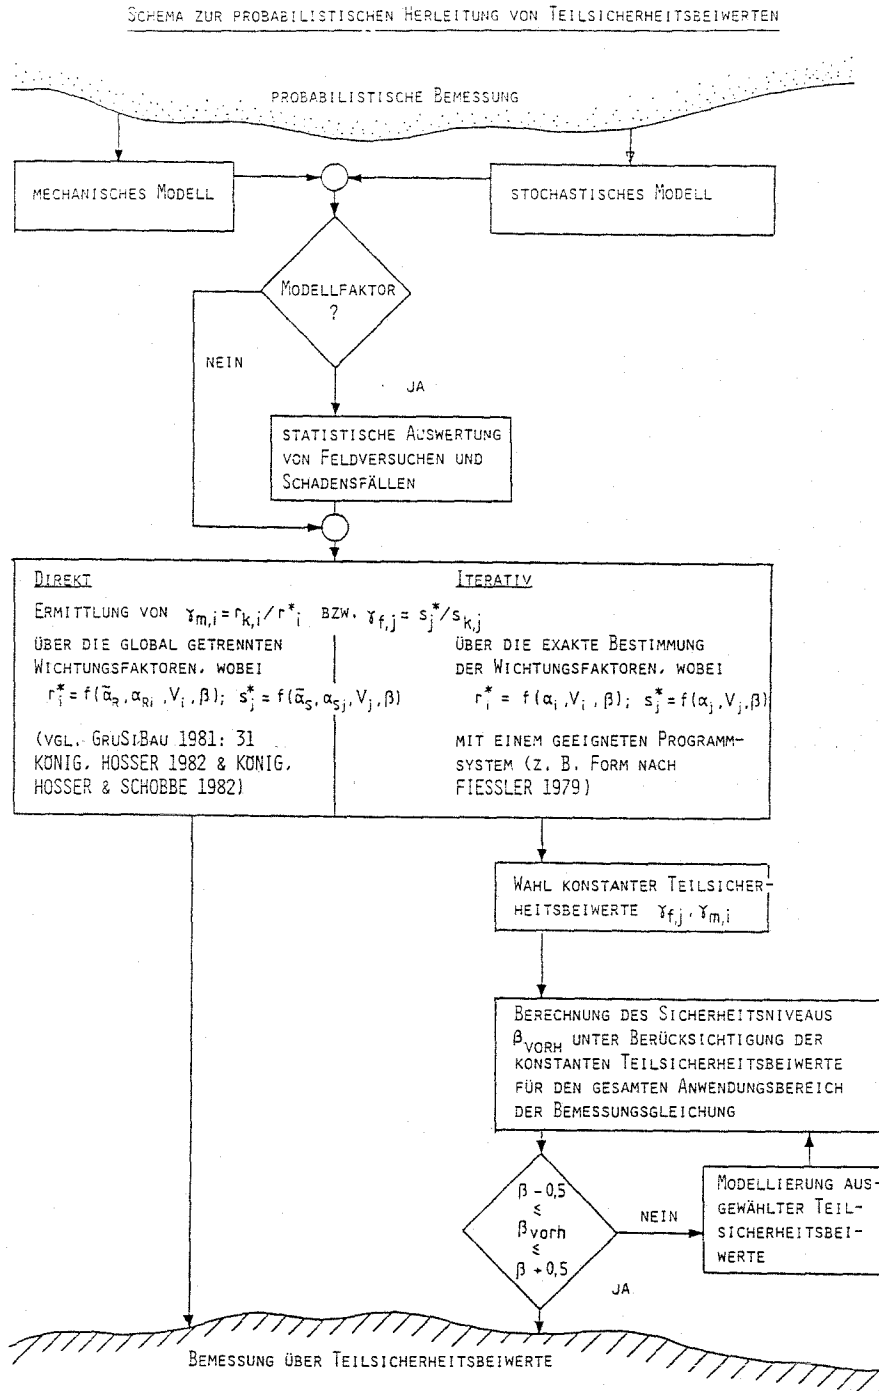 SCHEMA ZUR PROBABILISTISCHEN HERLEITUNG VON TEILSICHERHEITSBEIWERTEN
PROBABILISTISCHE BEMESSUNG
MECHANISCHES MODELL
STOCHASTISCHES MODELL
MODELLFAKTOR
?
NEIN
JA
STATISTISCHE AUSWERTUNG
VON FELDVERSUCHEN UND
SCHADENSFÄLLEN
DIREKT
ITERATIV
ERMITTLUNG VON γm,i = rk,i/r*i BZW. γf,j = sj*/sk,j
ÜBER DIE GLOBAL GETRENNTEN
WICHTUNGSFAKTOREN, WOBEI
ri* = f(α̃R, αRi, Vi, β); sj* = f(α̃S, αSj, Vj, β)
(VGL. GRUSIBAU 1981: 31
KÖNIG, HOSSER 1982 & KÖNIG,
HOSSER & SCHOBBE 1982)
ÜBER DIE EXAKTE BESTIMMUNG
DER WICHTUNGSFAKTOREN, WOBEI
ri* = f(αi, Vi, β); sj* = f(αj, Vj, β)
MIT EINEM GEEIGNETEN PROGRAMM-
SYSTEM (Z. B. FORM NACH
FIESSLER 1979)
WAHL KONSTANTER TEILSICHER-
HEITSBEIWERTE γf,j, γm,i
BERECHNUNG DES SICHERHEITSNIVEAUS
βVORH UNTER BERÜCKSICHTIGUNG DER
KONSTANTEN TEILSICHERHEITSBEIWERTE
FÜR DEN GESAMTEN ANWENDUNGSBEREICH
DER BEMESSUNGSGLEICHUNG
β - 0,5
≤
βvorh
≤
β + 0,5
NEIN
MODELLIERUNG AUS-
GEWÄHLTER TEIL-
SICHERHEITSBEI-
WERTE
JA
BEMESSUNG ÜBER TEILSICHERHEITSBEIWERTE